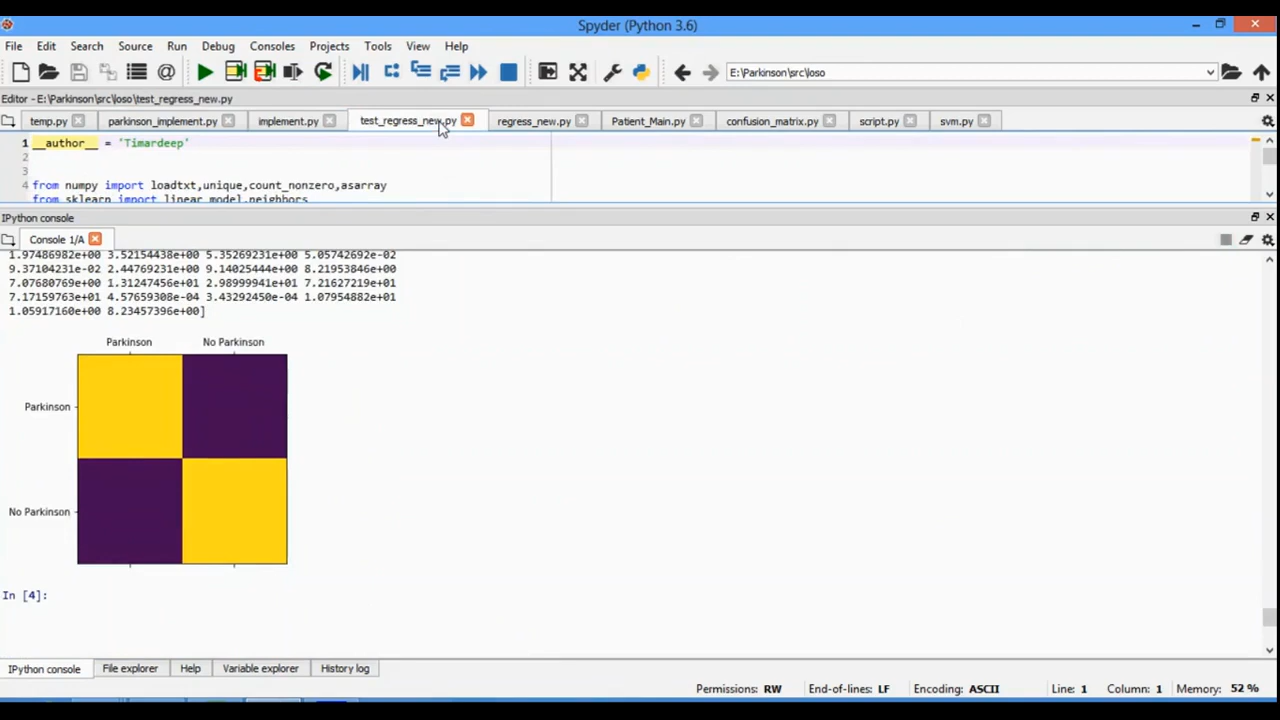 Spyder (Python 3.6)
File Edit Search Source Run Debug Consoles Projects Tools View Help
E:\Parkinson\src\loso
Editor - E:\Parkinson\src\loso\test_regress_new.py
temp.py parkinson_implement.py implement.py test_regress_new.py regress_new.py Patient_Main.py confusion_matrix.py script.py svm.py
1 __author__ = 'Timardeep'
2
3
4 from numpy import loadtxt,unique,count_nonzero,asarray
from sklearn import linear_model,neighbors
IPython console
Console 1/A
1.97486982e+00 3.52154438e+00 5.35269231e+00 5.05742692e-02
9.37104231e-02 2.44769231e+00 9.14025444e+00 8.21953846e+00
7.07680769e+00 1.31247456e+01 2.98999941e+01 7.21627219e+01
7.17159763e+01 4.57659308e-04 3.43292450e-04 1.07954882e+01
1.05917160e+00 8.23457396e+00]
Parkinson No Parkinson
Parkinson
No Parkinson
In [4]:
IPython console File explorer Help Variable explorer History log
Permissions: RW End-of-lines: LF Encoding: ASCII Line: 1 Column: 1 Memory: 52 %